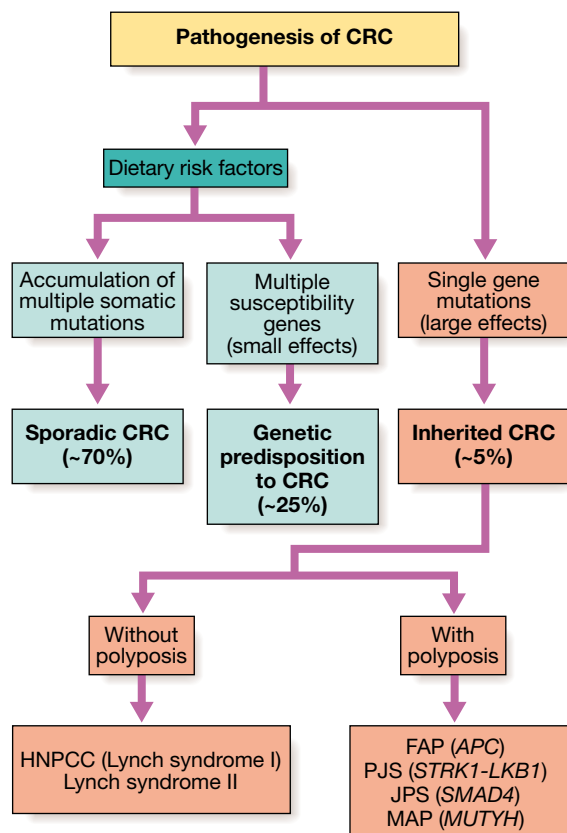 Pathogenesis of CRC
Dietary risk factors
Accumulation of
multiple somatic
mutations
Multiple
susceptibility
genes
(small effects)
Single gene
mutations
(large effects)
Sporadic CRC
(~70%)
Genetic
predisposition
to CRC
(~25%)
Inherited CRC
(~5%)
Without
polyposis
With
polyposis
HNPCC (Lynch syndrome I)
Lynch syndrome II
FAP (APC)
PJS (STRK1-LKB1)
JPS (SMAD4)
MAP (MUTYH)